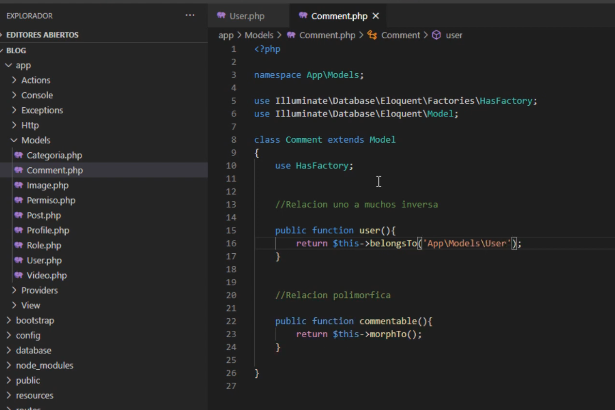 EXPLORADOR ···
EDITORES ABIERTOS
BLOG
app
Actions
Console
Exceptions
Http
Models
Categoria.php
Comment.php
Image.php
Permiso.php
Post.php
Profile.php
Role.php
User.php
Video.php
Providers
View
bootstrap
config
database
node_modules
public
resources
routes
User.php Comment.php ×
app > Models > Comment.php > Comment > user
1 <?php
2
3 namespace App\Models;
4
5 use Illuminate\Database\Eloquent\Factories\HasFactory;
6 use Illuminate\Database\Eloquent\Model;
7
8 class Comment extends Model
9 {
10 use HasFactory;
11
12
13 //Relacion uno a muchos inversa
14
15 public function user(){
16 return $this->belongsTo('App\Models\User');
17 }
18
19
20 //Relacion polimorfica
21
22 public function commentable(){
23 return $this->morphTo();
24 }
25
26 }
27